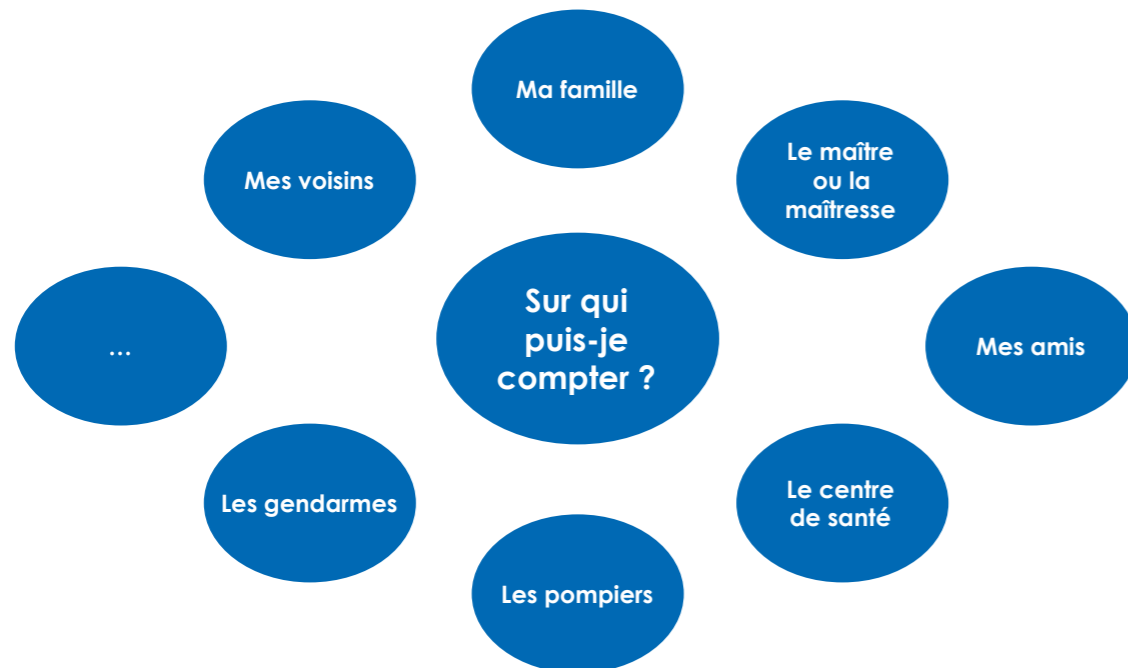 Ma famille
Mes voisins
Le maître
ou la
maîtresse
Sur qui
puis-je
compter ?
...
Mes amis
Les gendarmes
Le centre
de santé
Les pompiers